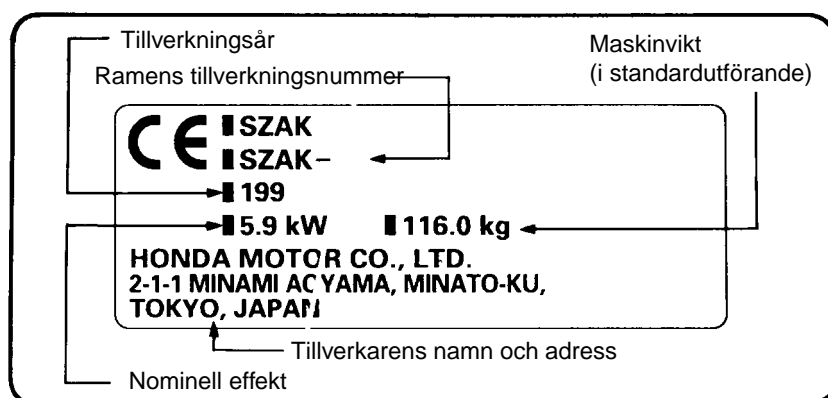 Tillverkningsår
Ramens tillverkningsnummer
Maskinvikt
(i standardutförande)
CE SZAK
SZAK-
199
5.9 kW 116.0 kg
HONDA MOTOR CO., LTD.
2-1-1 MINAMI AOYAMA, MINATO-KU,
TOKYO, JAPAN
Tillverkarens namn och adress
Nominell effekt